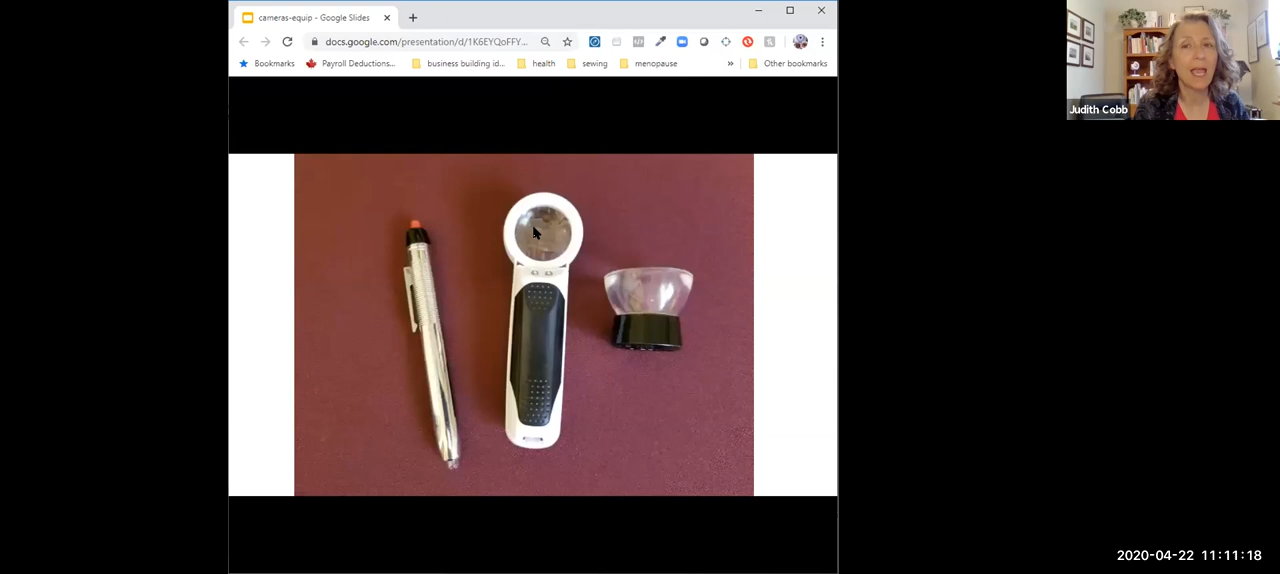 cameras-equip - Google Slides
docs.google.com/presentation/d/1K6EYQoFFY...
Bookmarks
Payroll Deductions...
business building id...
health
sewing
menopause
»
Other bookmarks
Judith Cobb
2020-04-22 11:11:18